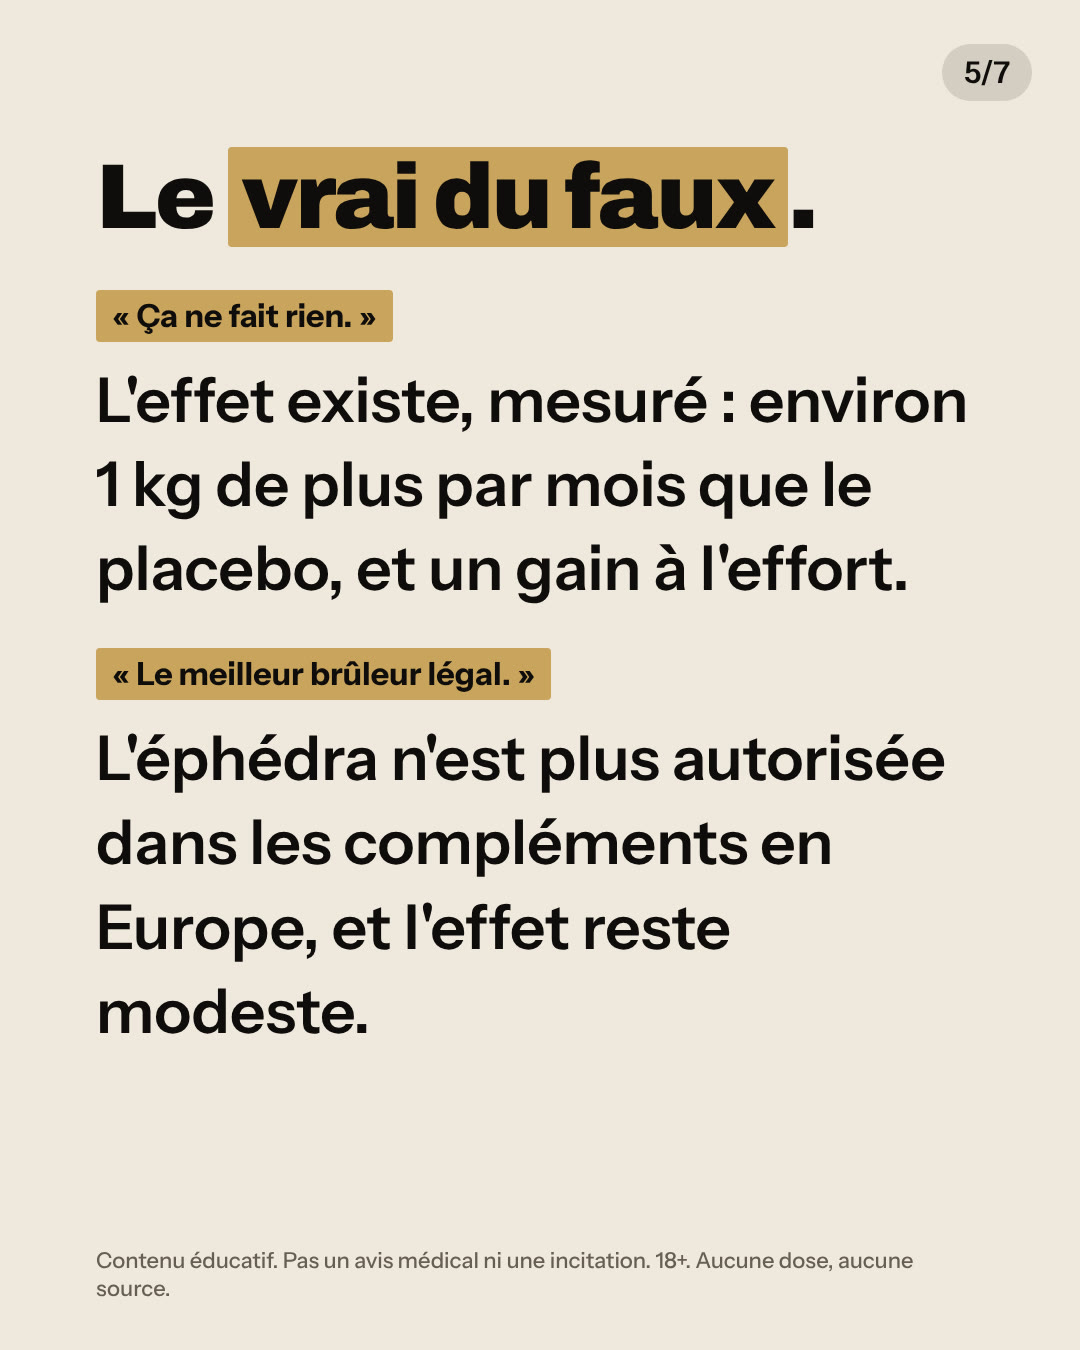 5/7
Le vrai du faux.
« Ça ne fait rien. »
L'effet existe, mesuré : environ
1 kg de plus par mois que le
placebo, et un gain à l'effort.
« Le meilleur brûleur légal. »
L'éphédra n'est plus autorisée
dans les compléments en
Europe, et l'effet reste
modeste.
Contenu éducatif. Pas un avis médical ni une incitation. 18+. Aucune dose, aucune
source.